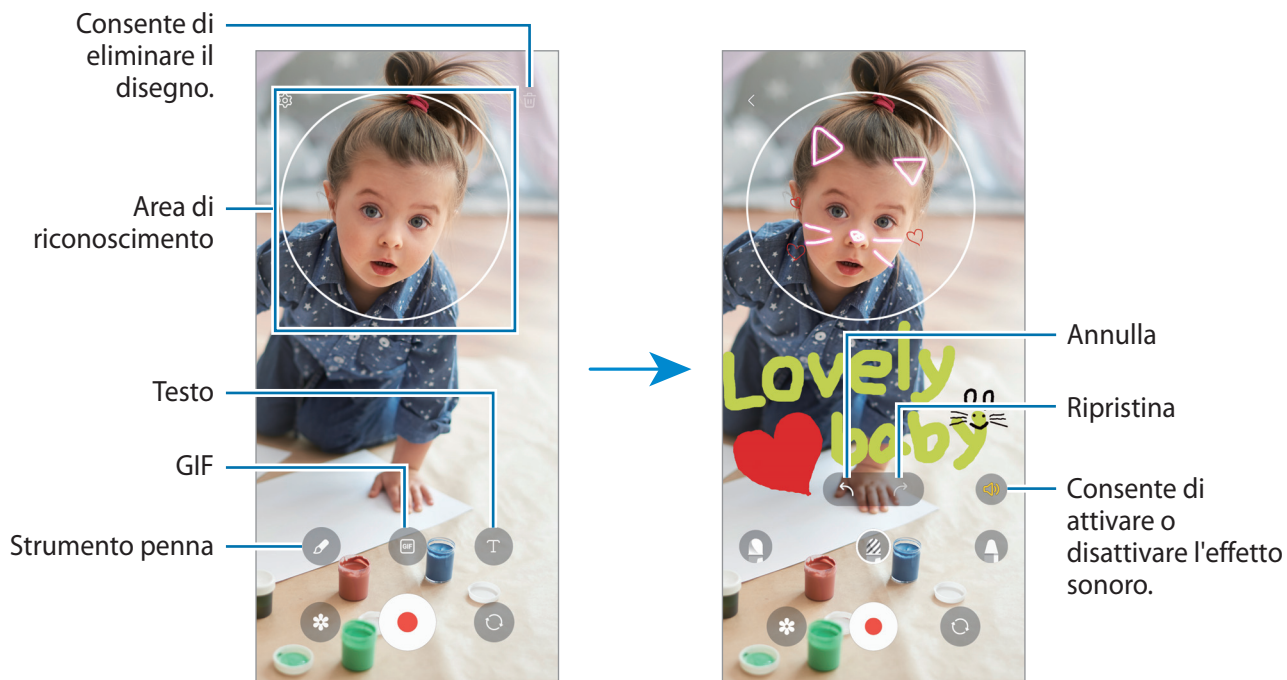 Consente di
eliminare il
disegno.
Area di
riconoscimento
Testo
GIF
Strumento penna
GIF
T
Lovely
baby
Annulla
Ripristina
Consente di
attivare o
disattivare l'effetto
sonoro.